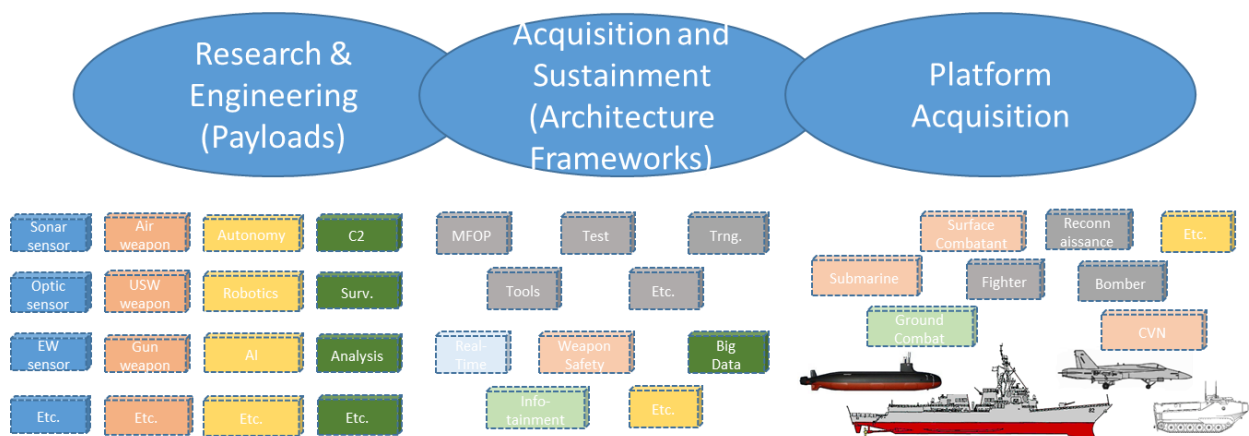 Research &
Engineering
(Payloads)
Acquisition and
Sustainment
(Architecture
Frameworks)
Platform
Acquisition
Sonar
sensor
Air
weapon
Autonomy
C2
Optic
sensor
USW
weapon
Robotics
Surv.
EW
sensor
Gun
weapon
AI
Analysis
Etc.
Etc.
Etc.
Etc.
MFOP
Test
Trng.
Tools
Etc.
Real-
Time
Weapon
Safety
Big
Data
Info-
tainment
Etc.
Surface
Combatant
Reconn
aissance
Etc.
Submarine
Fighter
Bomber
Ground
Combat
CVN